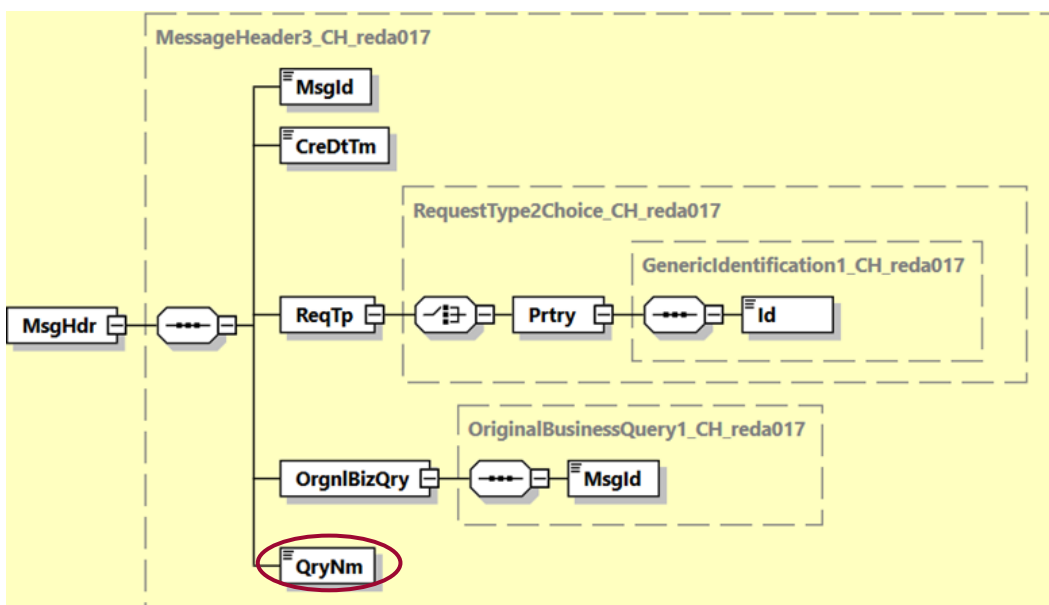 MessageHeader3_CH_reda017
MsgId
CreDtTm
RequestType2Choice_CH_reda017
GenericIdentification1_CH_reda017
MsgHdr
ReqTp
Prtry
Id
OriginalBusinessQuery1_CH_reda017
OrgnlBizQry
MsgId
QryNm